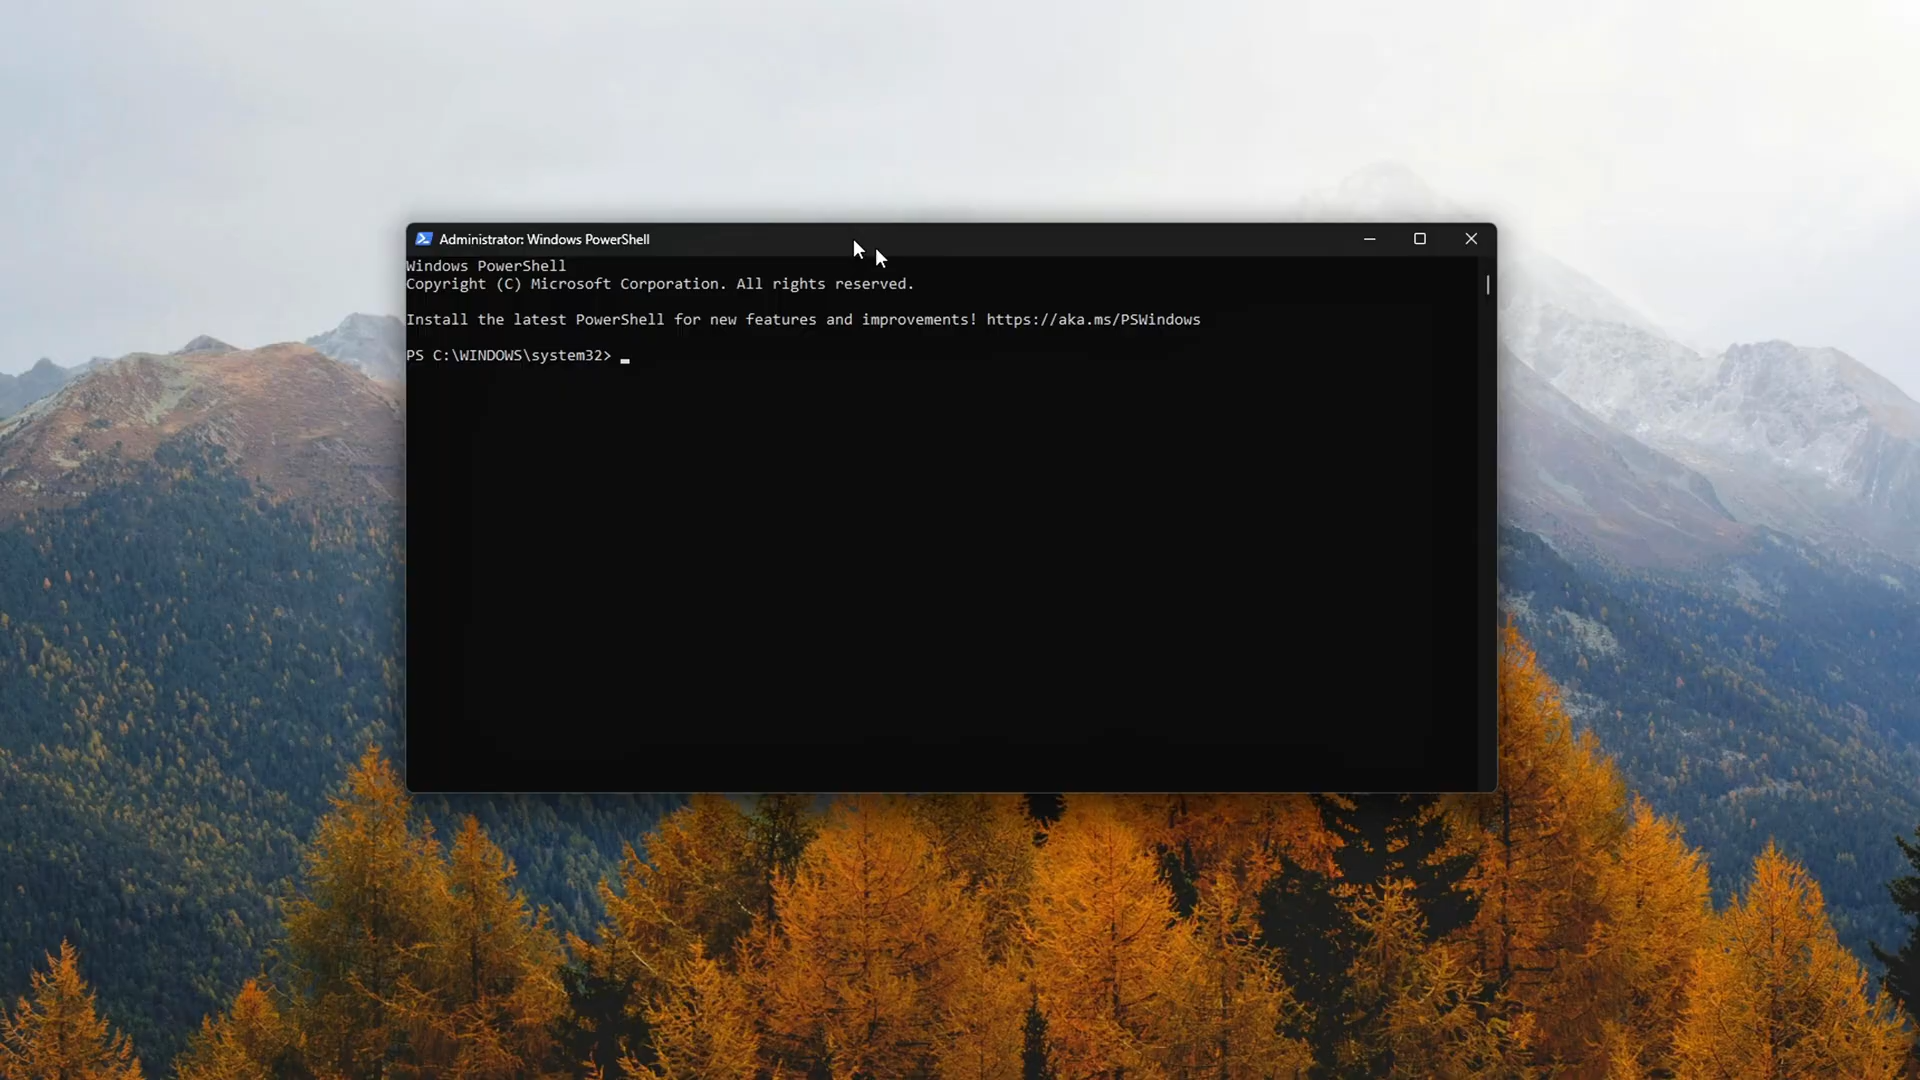 Administrator: Windows PowerShell
Windows PowerShell
Copyright (C) Microsoft Corporation. All rights reserved.
Install the latest PowerShell for new features and improvements! https://aka.ms/PSWindows
PS C:\WINDOWS\system32>